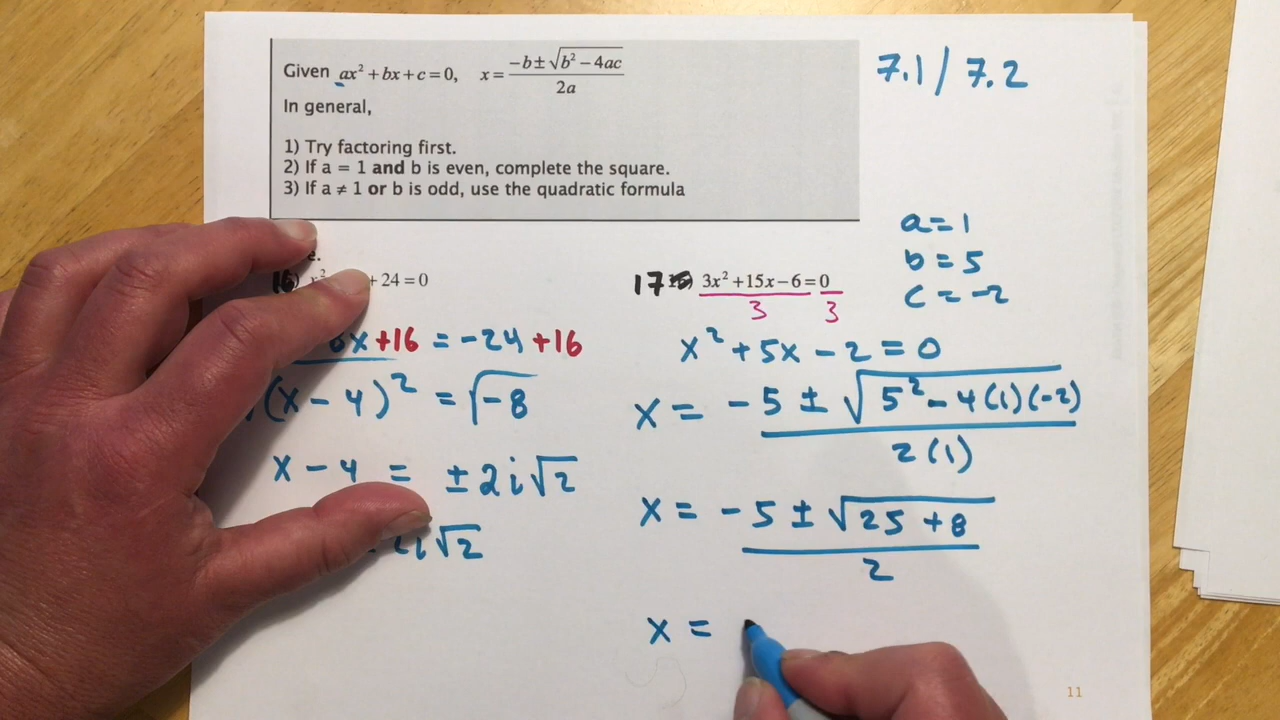 Given ax² + bx + c = 0, x = (-b ± √(b² − 4ac)) / 2a
In general,
1) Try factoring first.
2) If a = 1 and b is even, complete the square.
3) If a ≠ 1 or b is odd, use the quadratic formula
7.1 / 7.2
a = 1
b = 5
c = -2
e.
16) x² + 24 = 0
x + 16 = -24 + 16
(x - 4)² = √-8
x - 4 = ± 2i√2
i√2
17 3x² + 15x − 6 = 0
3 3
x² + 5x - 2 = 0
x = (-5 ± √(5² - 4(1)(-2))) / 2(1)
x = (-5 ± √(25 + 8)) / 2
x =
11